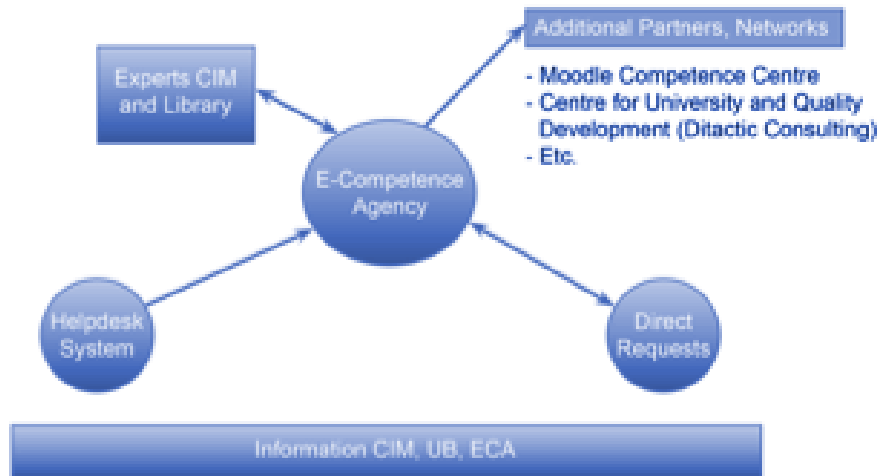 Additional Partners, Networks
Experts CIM
and Library
- Moodle Competence Centre
- Centre for University and Quality
Development (Ditactic Consulting)
- Etc.
E-Competence
Agency
Helpdesk
System
Direct
Requests
Information CIM, UB, ECA